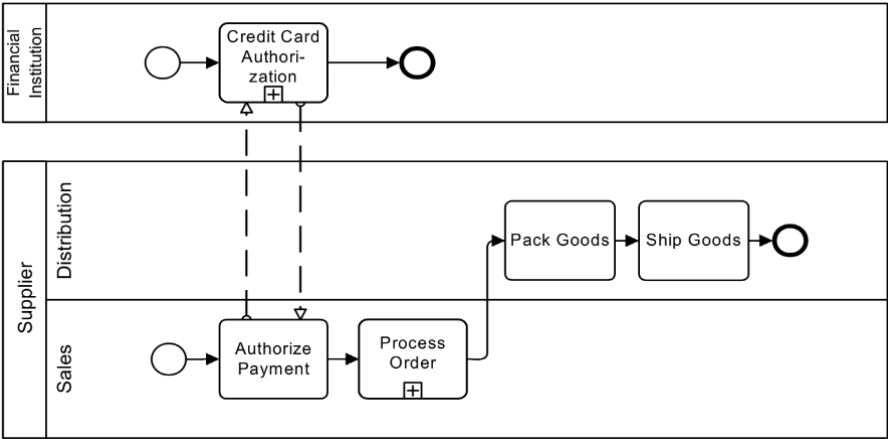 Financial
Institution
Credit Card
Authori-
zation
Supplier
Distribution
Pack Goods
Ship Goods
Sales
Authorize
Payment
Process
Order